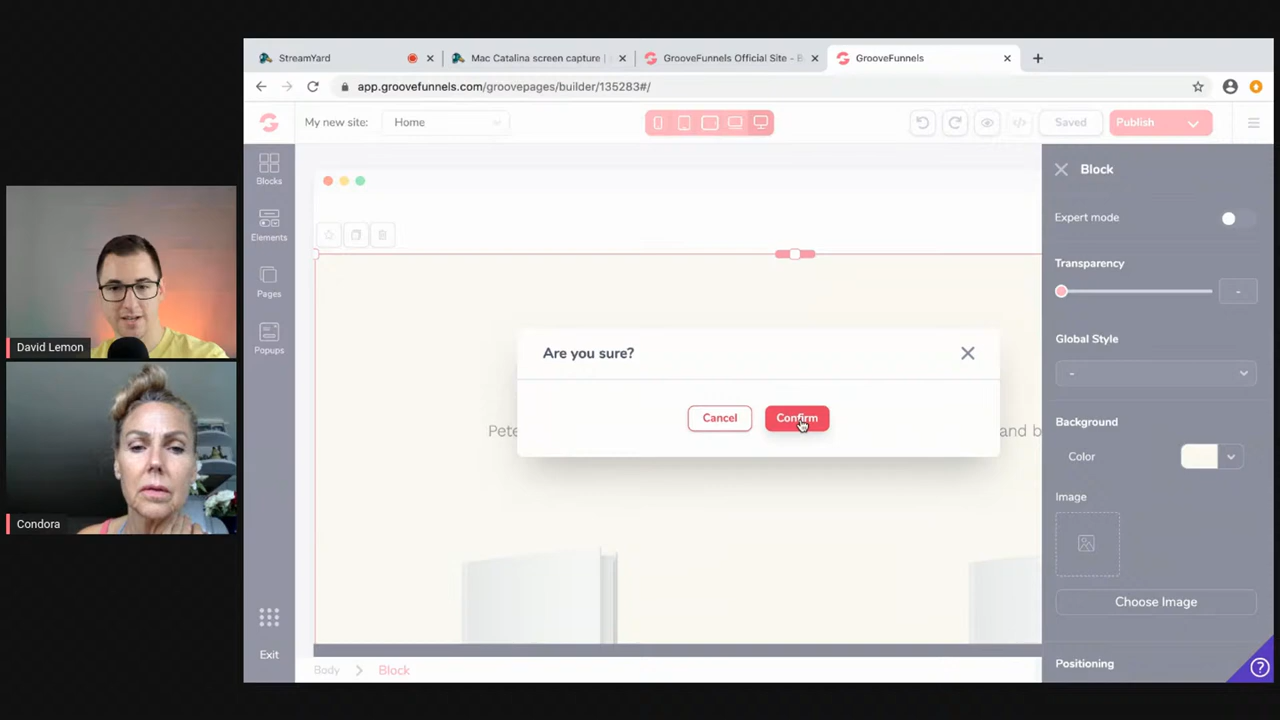 StreamYard
Mac Catalina screen capture |
GrooveFunnels Official Site - B
GrooveFunnels
app.groovefunnels.com/groovepages/builder/135283#/
My new site:
Home
Saved
Publish
Blocks
Elements
Pages
Popups
Exit
Block
Expert mode
Transparency
-
Global Style
-
Background
Color
Image
Choose Image
Positioning
Are you sure?
Cancel
Confirm
Pete
and b
Body
Block
David Lemon
Condora